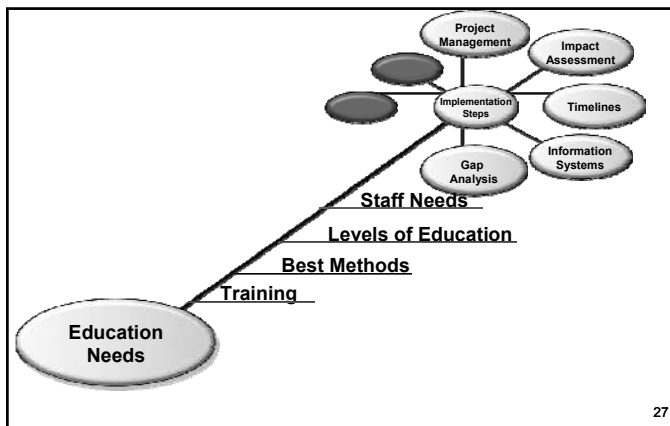 Project
Management
Impact
Assessment
Implementation
Steps
Timelines
Information
Systems
Gap
Analysis
Staff Needs
Levels of Education
Best Methods
Training
Education
Needs
27